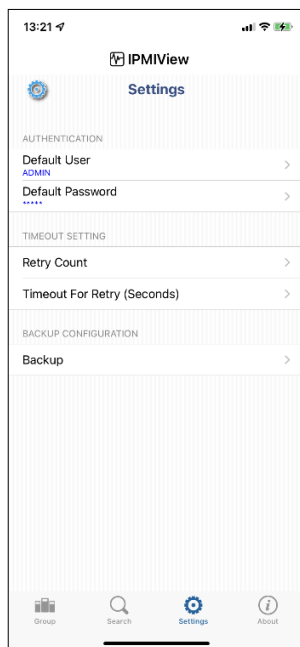 13:21
IPMIView
Settings
AUTHENTICATION
Default User
ADMIN
Default Password
*****
TIMEOUT SETTING
Retry Count
Timeout For Retry (Seconds)
BACKUP CONFIGURATION
Backup
Group Search Settings About